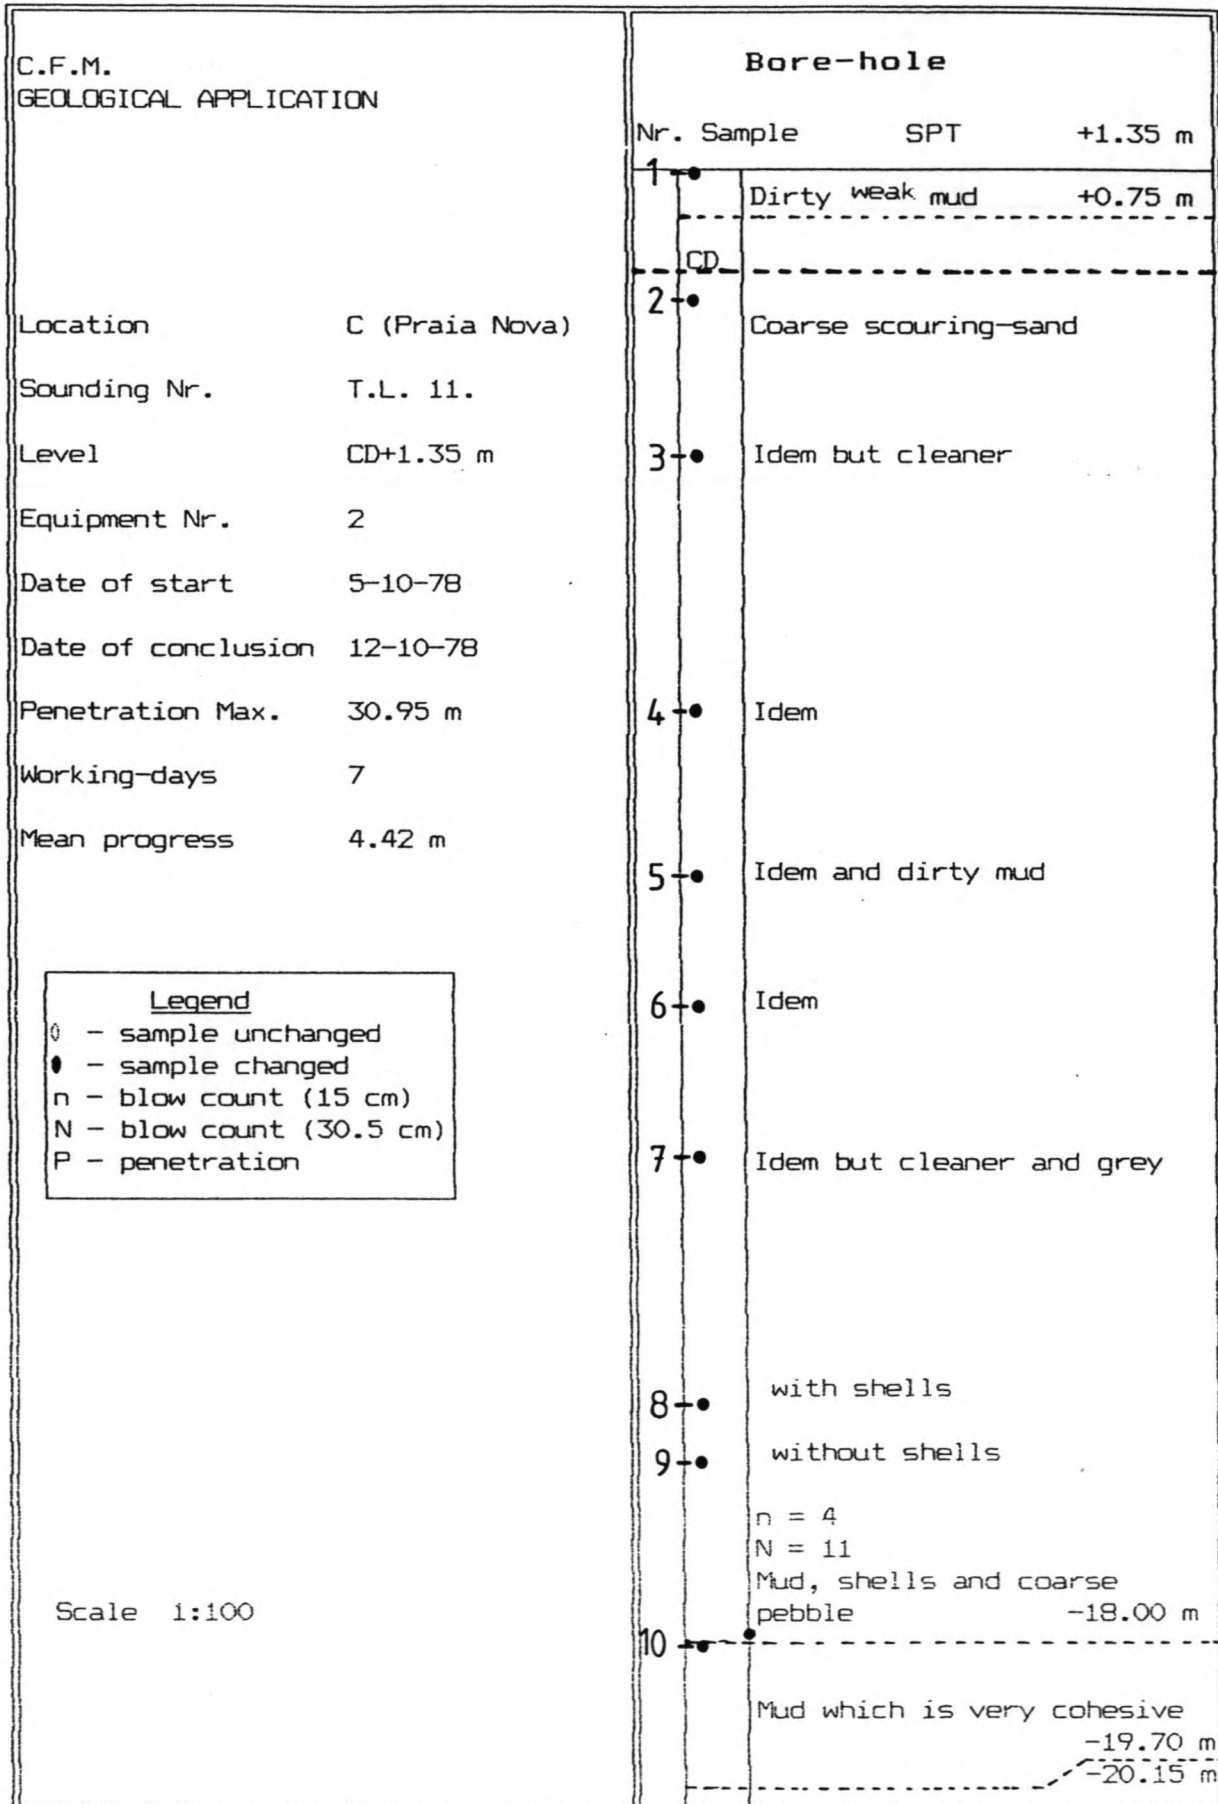 C.F.M.
GEOLOGICAL APPLICATION
Location C (Praia Nova)
Sounding Nr. T.L. 11.
Level CD+1.35 m
Equipment Nr. 2
Date of start 5-10-78
Date of conclusion 12-10-78
Penetration Max. 30.95 m
Working-days 7
Mean progress 4.42 m
Legend
- sample unchanged
- sample changed
n - blow count (15 cm)
N - blow count (30.5 cm)
P - penetration
Scale 1:100
Bore-hole
Nr. Sample SPT +1.35 m
1
Dirty weak mud +0.75 m
CD
2
Coarse scouring-sand
3 Idem but cleaner
4 Idem
5 Idem and dirty mud
6 Idem
7 Idem but cleaner and grey
8 with shells
9 without shells
n = 4
N = 11
Mud, shells and coarse
pebble -18.00 m
10
Mud which is very cohesive
-19.70 m
-20.15 m